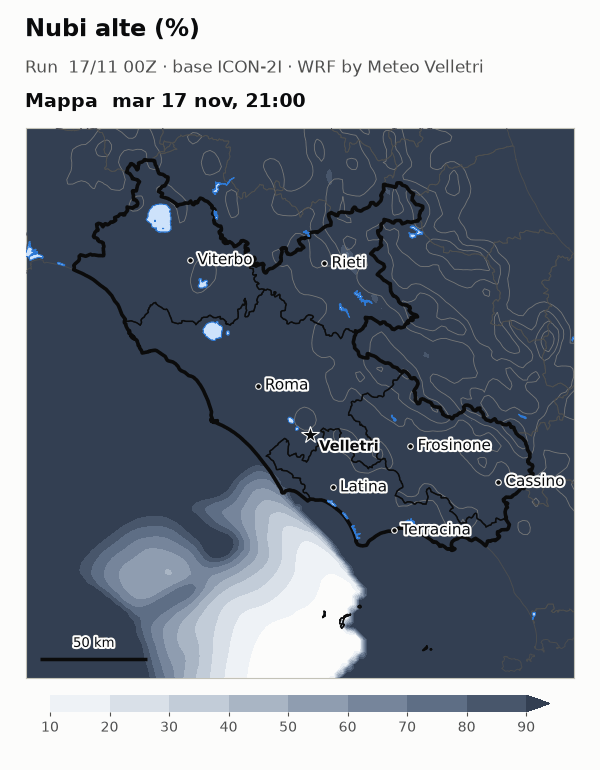 Nubi alte (%)
Run 17/11 00Z · base ICON-2I · WRF by Meteo Velletri
Mappa mar 17 nov, 21:00
Viterbo
Rieti
Roma
Velletri
Frosinone
Cassino
Latina
Terracina
50 km
10 20 30 40 50 60 70 80 90